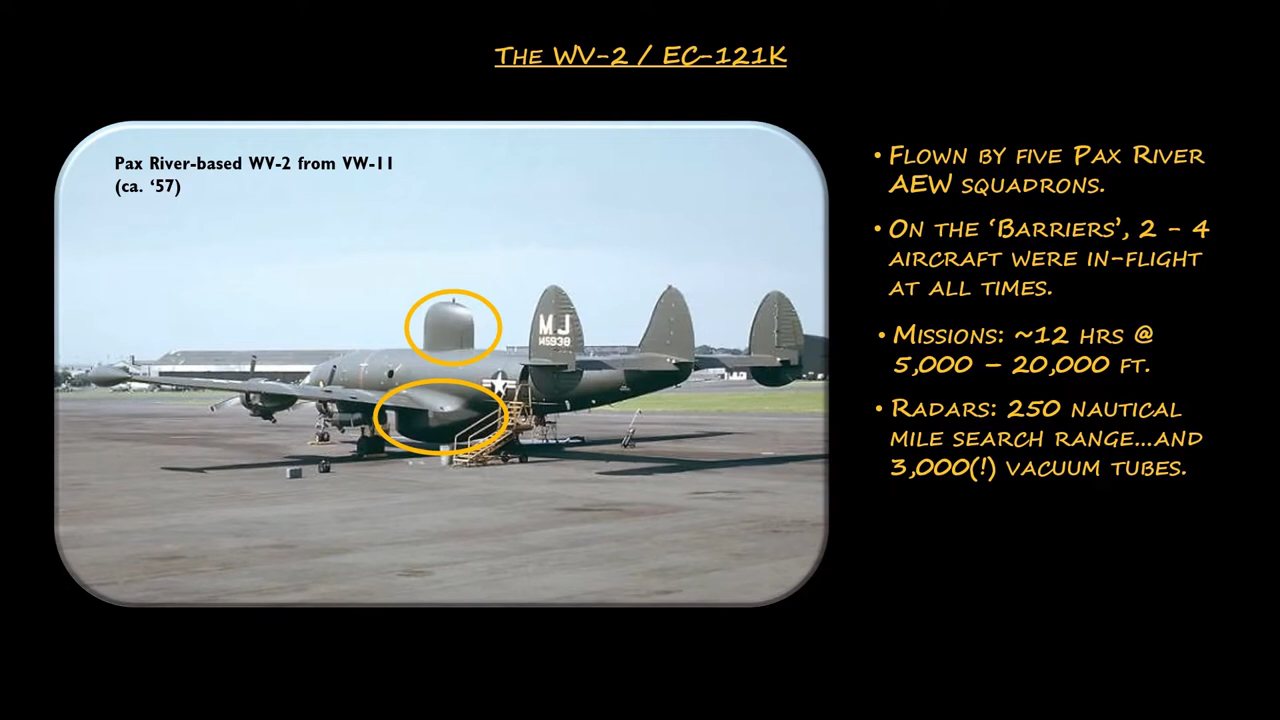 The WV-2 / EC-121K
Pax River-based WV-2 from VW-11
(ca. ‘57)
MJ
145938
• Flown by five Pax River
AEW squadrons.
• On the ‘Barriers’, 2 – 4
aircraft were in-flight
at all times.
• Missions: ~12 hrs @
5,000 – 20,000 ft.
• Radars: 250 nautical
mile search range...and
3,000(!) vacuum tubes.